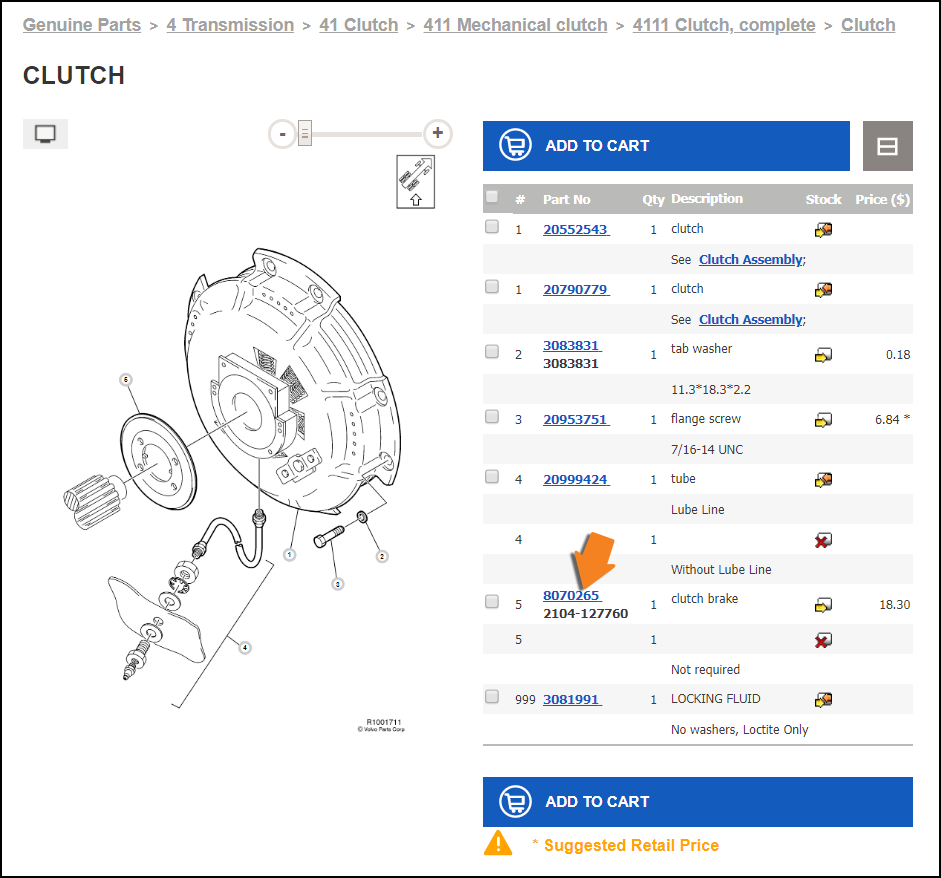 Genuine Parts > 4 Transmission > 41 Clutch > 411 Mechanical clutch > 4111 Clutch, complete > Clutch
CLUTCH
- +
6
5
1
2
3
4
R1001711
© Volvo Parts Corp
ADD TO CART
# Part No Qty Description Stock Price ($)
1 20552543 1 clutch
See Clutch Assembly;
1 20790779 1 clutch
See Clutch Assembly;
2 3083831 1 tab washer 0.18
3083831
11.3*18.3*2.2
3 20953751 1 flange screw 6.84 *
7/16-14 UNC
4 20999424 1 tube
Lube Line
4 1
Without Lube Line
5 8070265 1 clutch brake 18.30
2104-127760
5 1
Not required
999 3081991 1 LOCKING FLUID
No washers, Loctite Only
ADD TO CART
* Suggested Retail Price